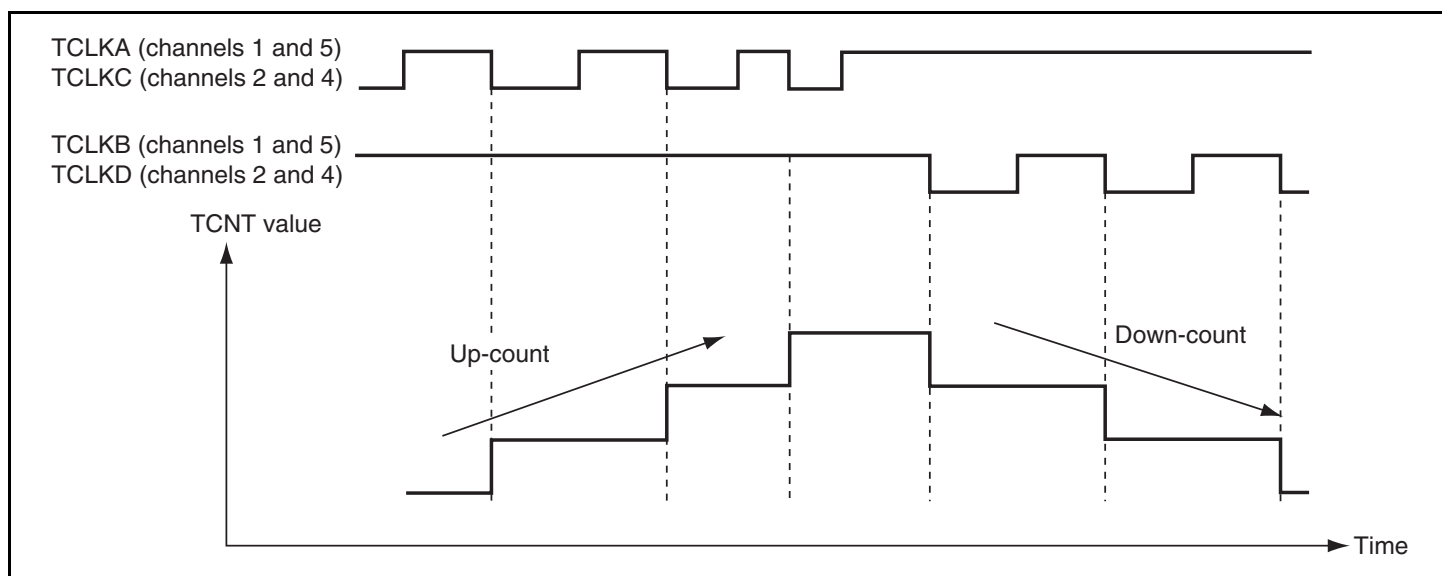 TCLKA (channels 1 and 5)
TCLKC (channels 2 and 4)
TCLKB (channels 1 and 5)
TCLKD (channels 2 and 4)
TCNT value
Up-count
Down-count
Time